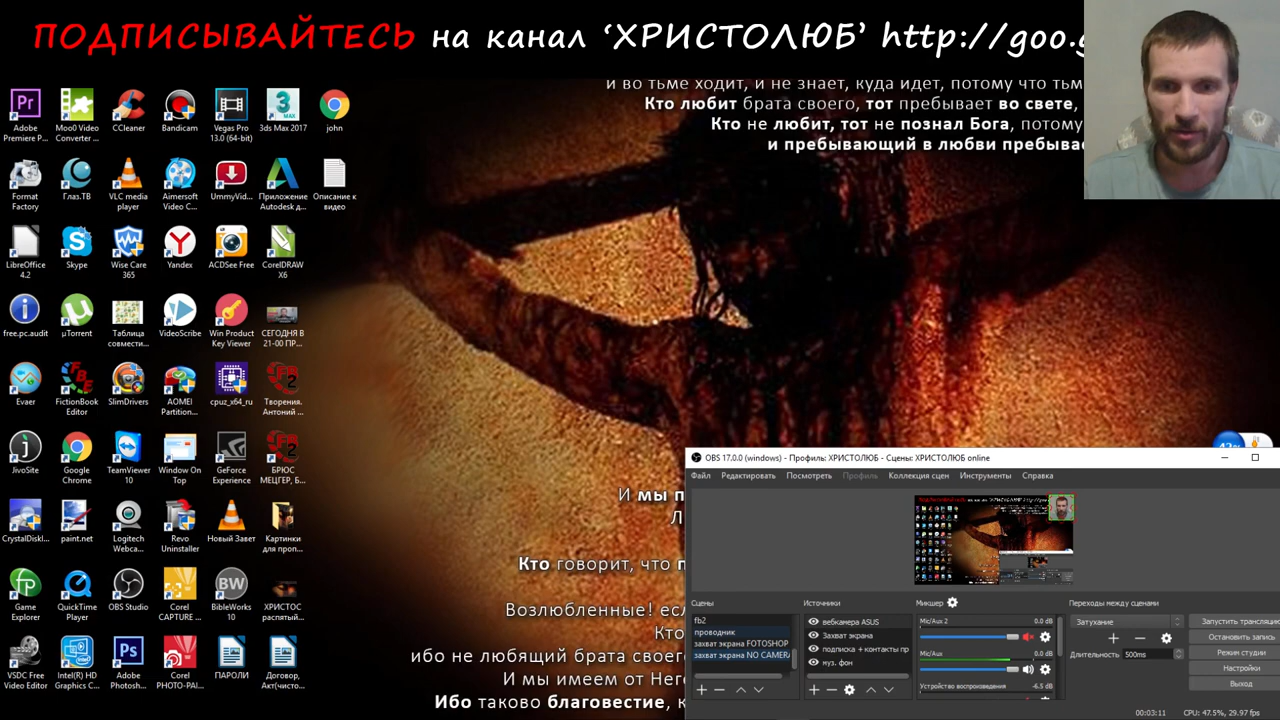 ПОДПИСЫВАЙТЕСЬ на канал ‘ХРИСТОЛЮБ’ http://goo.g
и во тьме ходит, и не знает, куда идет, потому что тьм
Кто любит брата своего, тот пребывает во свете,
Кто не любит, тот не познал Бога, потому
и пребывающий в любви пребывае
Adobe Premiere P...
Moo0 Video Converter ...
CCleaner
Bandicam
Vegas Pro 13.0 (64-bit)
3ds Max 2017
john
Format Factory
Глаз.ТВ
VLC media player
Aimersoft Video C...
UmmyVid...
Приложение Autodesk д...
Описание к видео
LibreOffice 4.2
Skype
Wise Care 365
Yandex
ACDSee Free
CorelDRAW X6
free.pc.audit
µTorrent
Таблица совмести...
VideoScribe
Win Product Key Viewer
СЕГОДНЯ В 21-00 ПР...
Evaer
FictionBook Editor
SlimDrivers
AOMEI Partition...
cpuz_x64_ru
Творения. Антоний ...
JivoSite
Google Chrome
TeamViewer 10
Window On Top
GeForce Experience
БРЮС МЕЦГЕР, Б...
CrystalDiskI...
paint.net
Logitech Webca...
Revo Uninstaller
Новый Завет
Картинки для проп...
Game Explorer
QuickTime Player
OBS Studio
Corel CAPTURE ...
BibleWorks 10
ХРИСТОС распятый...
VSDC Free Video Editor
Intel(R) HD Graphics C...
Adobe Photosh...
Corel PHOTO-PAI...
ПАРОЛИ
Договор, Акт(чисто...
И мы п
Л
Кто говорит, что п
Возлюбленные! есл
Кто
ибо не любящий брата своего
И мы имеем от Него
Ибо таково благовестие, к
OBS 17.0.0 (windows) - Профиль: ХРИСТОЛЮБ - Сцены: ХРИСТОЛЮБ online
Файл Редактировать Посмотреть Профиль Коллекция сцен Инструменты Справка
Сцены
fb2
проводник
захват экрана FOTOSHOP
захват экрана NO CAMERA
Источники
вебкамера ASUS
Захват экрана
подписка + контакты пр
муз. фон
Микшер
Mic/Aux 2 0.0 dB
Mic/Aux 0.0 dB
Устройство воспроизведения -6.5 dB
Переходы между сценами
Затухание
Длительность 500ms
Запустить трансляцию
Остановить запись
Режим студии
Настройки
Выход
00:03:11 CPU: 47.5%, 29.97 fps